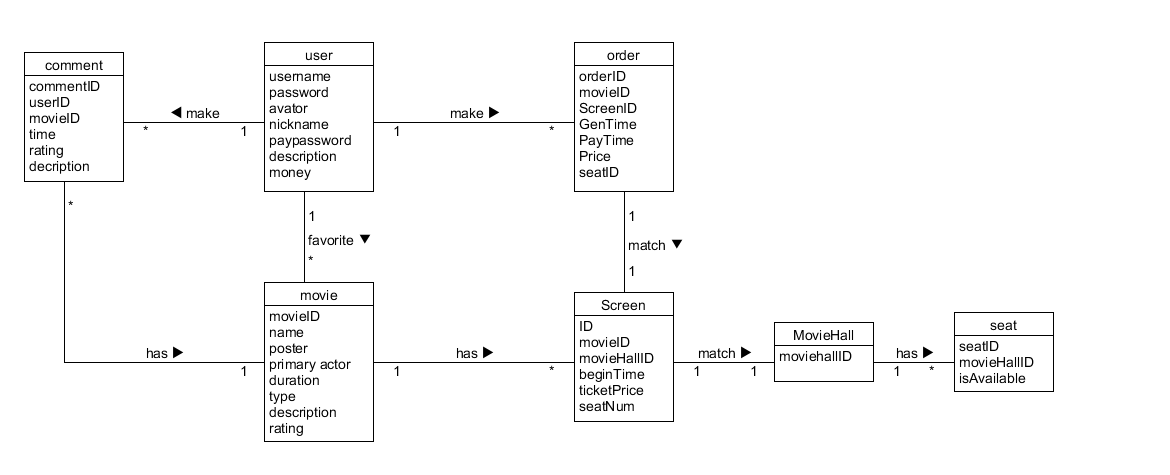 comment
commentID
userID
movieID
time
rating
decription
user
username
password
avator
nickname
paypassword
description
money
order
orderID
movieID
ScreenID
GenTime
PayTime
Price
seatID
◀ make
* 1
make ▶
1 *
*
1
favorite ▼
*
1
match ▼
1
movie
movieID
name
poster
primary actor
duration
type
description
rating
Screen
ID
movieID
movieHallID
beginTime
ticketPrice
seatNum
MovieHall
moviehallID
seat
seatID
movieHallID
isAvailable
has ▶
1
has ▶
1 *
match ▶
1 1
has ▶
1 *